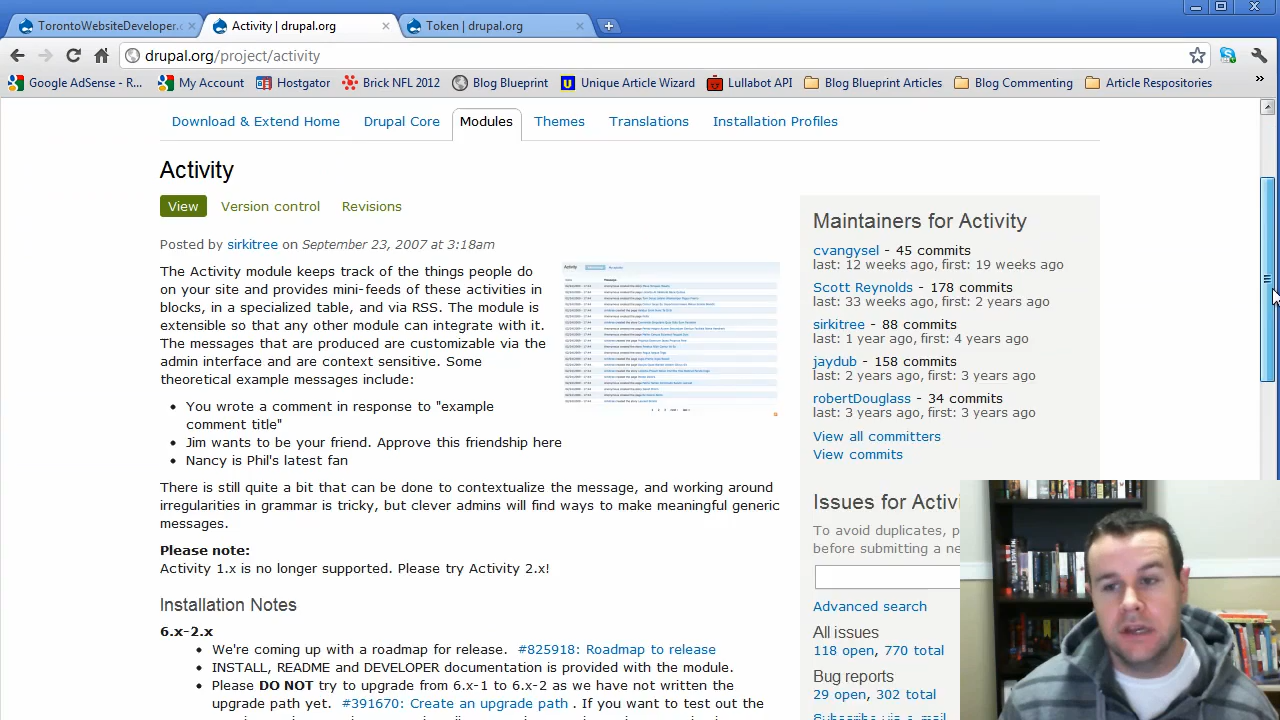 TorontoWebsiteDeveloper.c
Activity | drupal.org
Token | drupal.org
drupal.org/project/activity
Google AdSense - R...
My Account
Hostgator
Brick NFL 2012
Blog Blueprint
Unique Article Wizard
Lullabot API
Blog Blueprint Articles
Blog Commenting
Article Respositories
Download & Extend Home
Drupal Core
Modules
Themes
Translations
Installation Profiles
Activity
View
Version control
Revisions
Posted by sirkitree on September 23, 2007 at 3:18am
The Activity module keeps track of the things people do
on your site and provides mini-feeds of these activities in
blocks, in a specialized table, and via RSS. The module is
extensible so that any other module can integrate with it.
The messages that are produced are customizable via the
admin interface and are context sensitive. Some
theoretical example messages include:
You wrote a comment in reponse to "example
comment title"
Jim wants to be your friend. Approve this friendship here
Nancy is Phil's latest fan
There is still quite a bit that can be done to contextualize the message, and working around
irregularities in grammar is tricky, but clever admins will find ways to make meaningful generic
messages.
Please note:
Activity 1.x is no longer supported. Please try Activity 2.x!
Installation Notes
6.x-2.x
We're coming up with a roadmap for release. #825918: Roadmap to release
INSTALL, README and DEVELOPER documentation is provided with the module.
Please DO NOT try to upgrade from 6.x-1 to 6.x-2 as we have not written the
upgrade path yet. #391670: Create an upgrade path . If you want to test out the
Maintainers for Activity
cvangysel - 45 commits
last: 12 weeks ago, first: 19 weeks ago
Scott Reynolds - 178 commits
last: 33 weeks ago, first: 2 years ago
sirkitree - 170 commits
last: 1 year ago, first: 4 years ago
jaydub - 11 commits
last: 2 years ago, first: 3 years ago
robertDouglass - 34 commits
last: 3 years ago, first: 3 years ago
View all committers
View commits
Issues for Activi
To avoid duplicates, p
before submitting a ne
Advanced search
All issues
118 open, 770 total
Bug reports
29 open, 302 total
Subscribe via e-mail